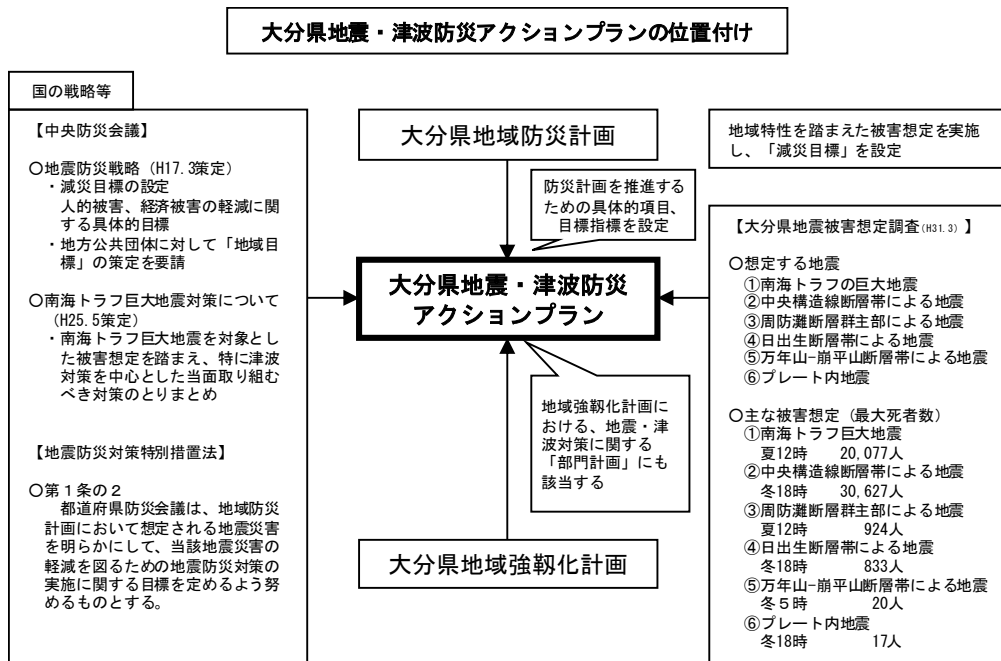 大分県地震・津波防災アクションプランの位置付け
国の戦略等
【中央防災会議】
○地震防災戦略(H17.3策定)
・減災目標の設定
人的被害、経済被害の軽減に関
する具体的目標
・地方公共団体に対して「地域目
標」の策定を要請
○南海トラフ巨大地震対策について
(H25.5策定)
・南海トラフ巨大地震を対象とし
た被害想定を踏まえ、特に津波
対策を中心とした当面取り組む
べき対策のとりまとめ
【地震防災対策特別措置法】
○第1条の2
都道府県防災会議は、地域防災
計画において想定される地震災害
を明らかにして、当該地震災害の
軽減を図るための地震防災対策の
実施に関する目標を定めるよう努
めるものとする。
大分県地域防災計画
防災計画を推進する
ための具体的項目、
目標指標を設定
大分県地震・津波防災
アクションプラン
地域強靱化計画に
おける、地震・津
波対策に関する
「部門計画」にも
該当する
大分県地域強靱化計画
地域特性を踏まえた被害想定を実施
し、「減災目標」を設定
【大分県地震被害想定調査(H31.3)】
○想定する地震
①南海トラフの巨大地震
②中央構造線断層帯による地震
③周防灘断層群主部による地震
④日出生断層帯による地震
⑤万年山-崩平山断層帯による地震
⑥プレート内地震
○主な被害想定(最大死者数)
①南海トラフ巨大地震
夏12時 20,077人
②中央構造線断層帯による地震
冬18時 30,627人
③周防灘断層群主部による地震
夏12時 924人
④日出生断層帯による地震
冬18時 833人
⑤万年山-崩平山断層帯による地震
冬5時 20人
⑥プレート内地震
冬18時 17人